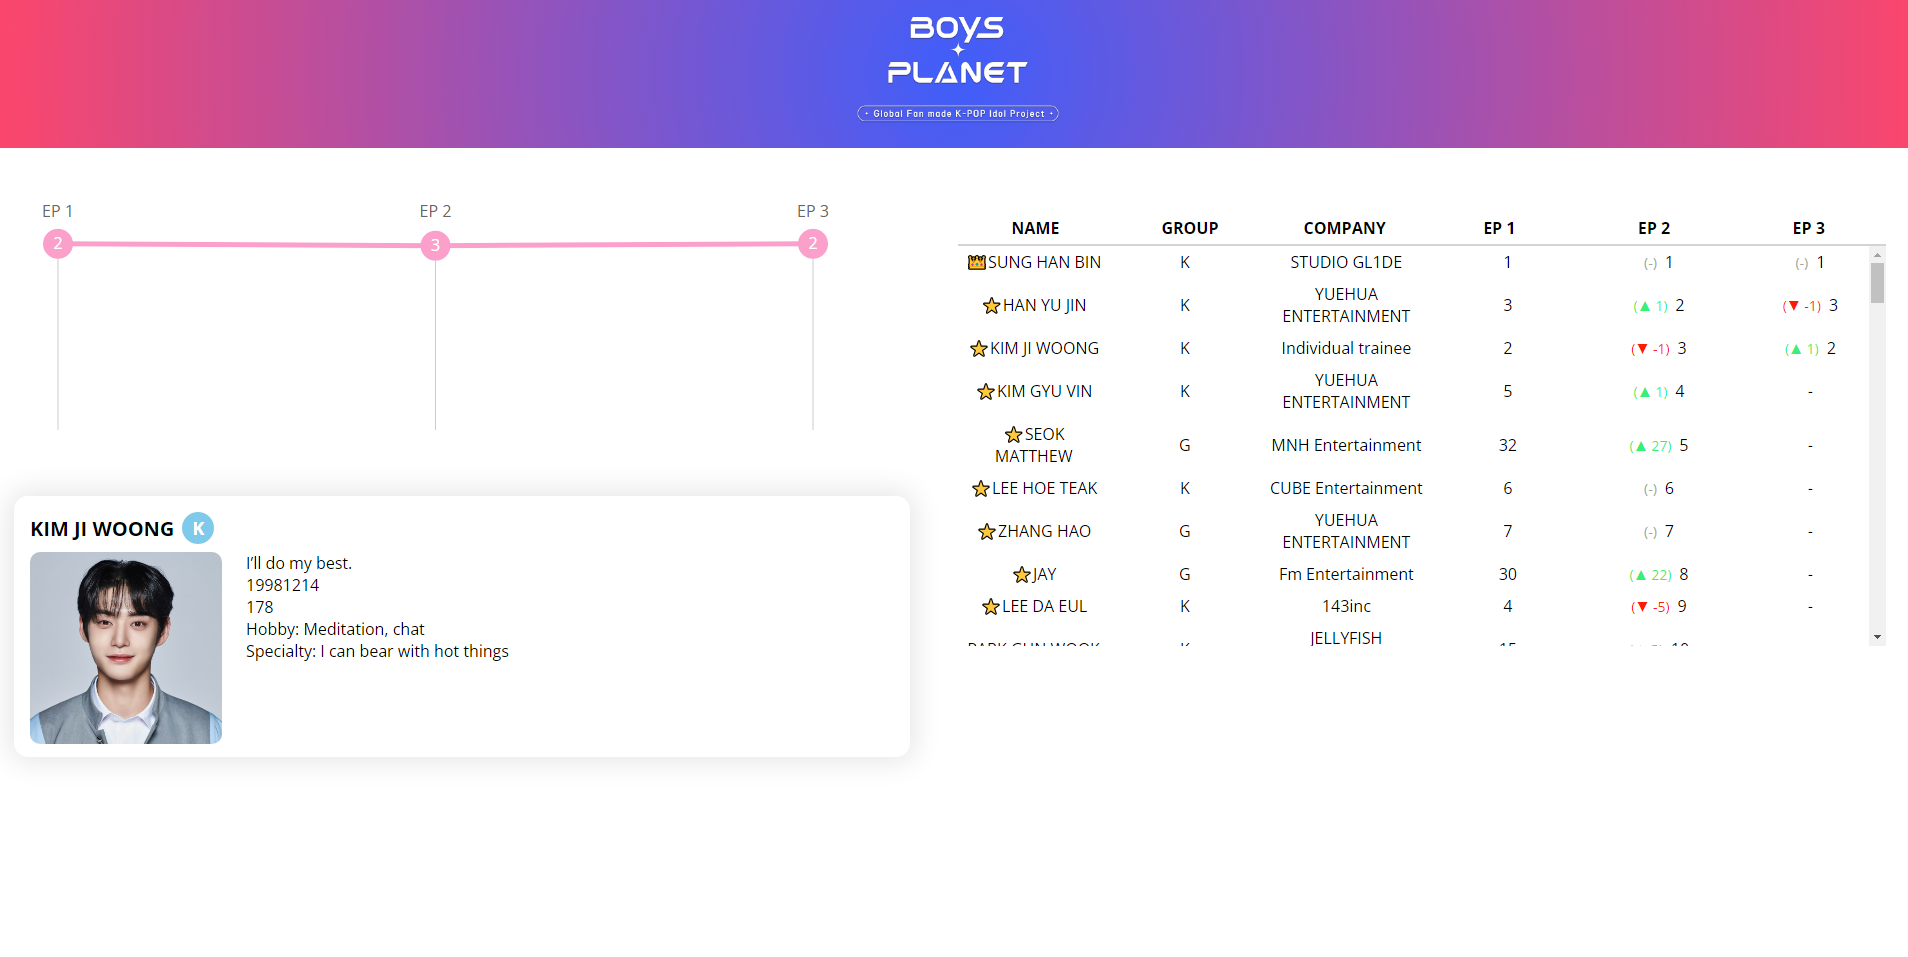 BOYS
PLANET
• Global Fan made K-POP Idol Project •
EP 1 EP 2 EP 3
2 3 2
KIM JI WOONG K
I'll do my best.
19981214
178
Hobby: Meditation, chat
Specialty: I can bear with hot things
NAME GROUP COMPANY EP 1 EP 2 EP 3
SUNG HAN BIN K STUDIO GL1DE 1 (-) 1 (-) 1
HAN YU JIN K YUEHUA ENTERTAINMENT 3 (▲ 1) 2 (▼ -1) 3
KIM JI WOONG K Individual trainee 2 (▼ -1) 3 (▲ 1) 2
KIM GYU VIN K YUEHUA ENTERTAINMENT 5 (▲ 1) 4 -
SEOK MATTHEW G MNH Entertainment 32 (▲ 27) 5 -
LEE HOE TEAK K CUBE Entertainment 6 (-) 6 -
ZHANG HAO G YUEHUA ENTERTAINMENT 7 (-) 7 -
JAY G Fm Entertainment 30 (▲ 22) 8 -
LEE DA EUL K 143inc 4 (▼ -5) 9 -
JELLYFISH